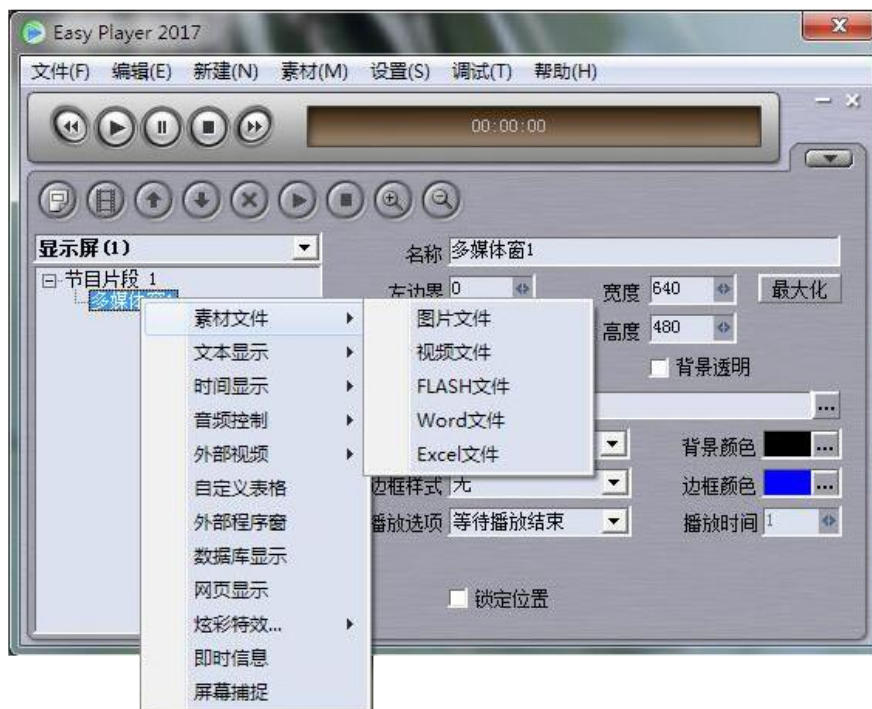 Easy Player 2017
文件(F) 编辑(E) 新建(N) 素材(M) 设置(S) 调试(T) 帮助(H)
00:00:00
显示屏(1)
名称 多媒体窗1
节目片段 1
多媒体窗1
左边界 0 宽度 640 最大化
高度 480
背景透明
背景颜色
边框样式 无 边框颜色
播放选项 等待播放结束 播放时间 1
锁定位置
素材文件
文本显示
时间显示
音频控制
外部视频
自定义表格
外部程序窗
数据库显示
网页显示
炫彩特效...
即时信息
屏幕捕捉
图片文件
视频文件
FLASH文件
Word文件
Excel文件